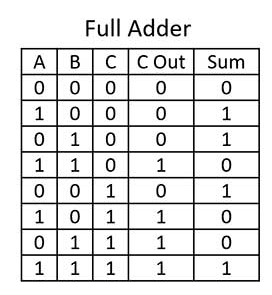 Full Adder
A B C C Out Sum
0 0 0 0 0
1 0 0 0 1
0 1 0 0 1
1 1 0 1 0
0 0 1 0 1
1 0 1 1 0
0 1 1 1 0
1 1 1 1 1